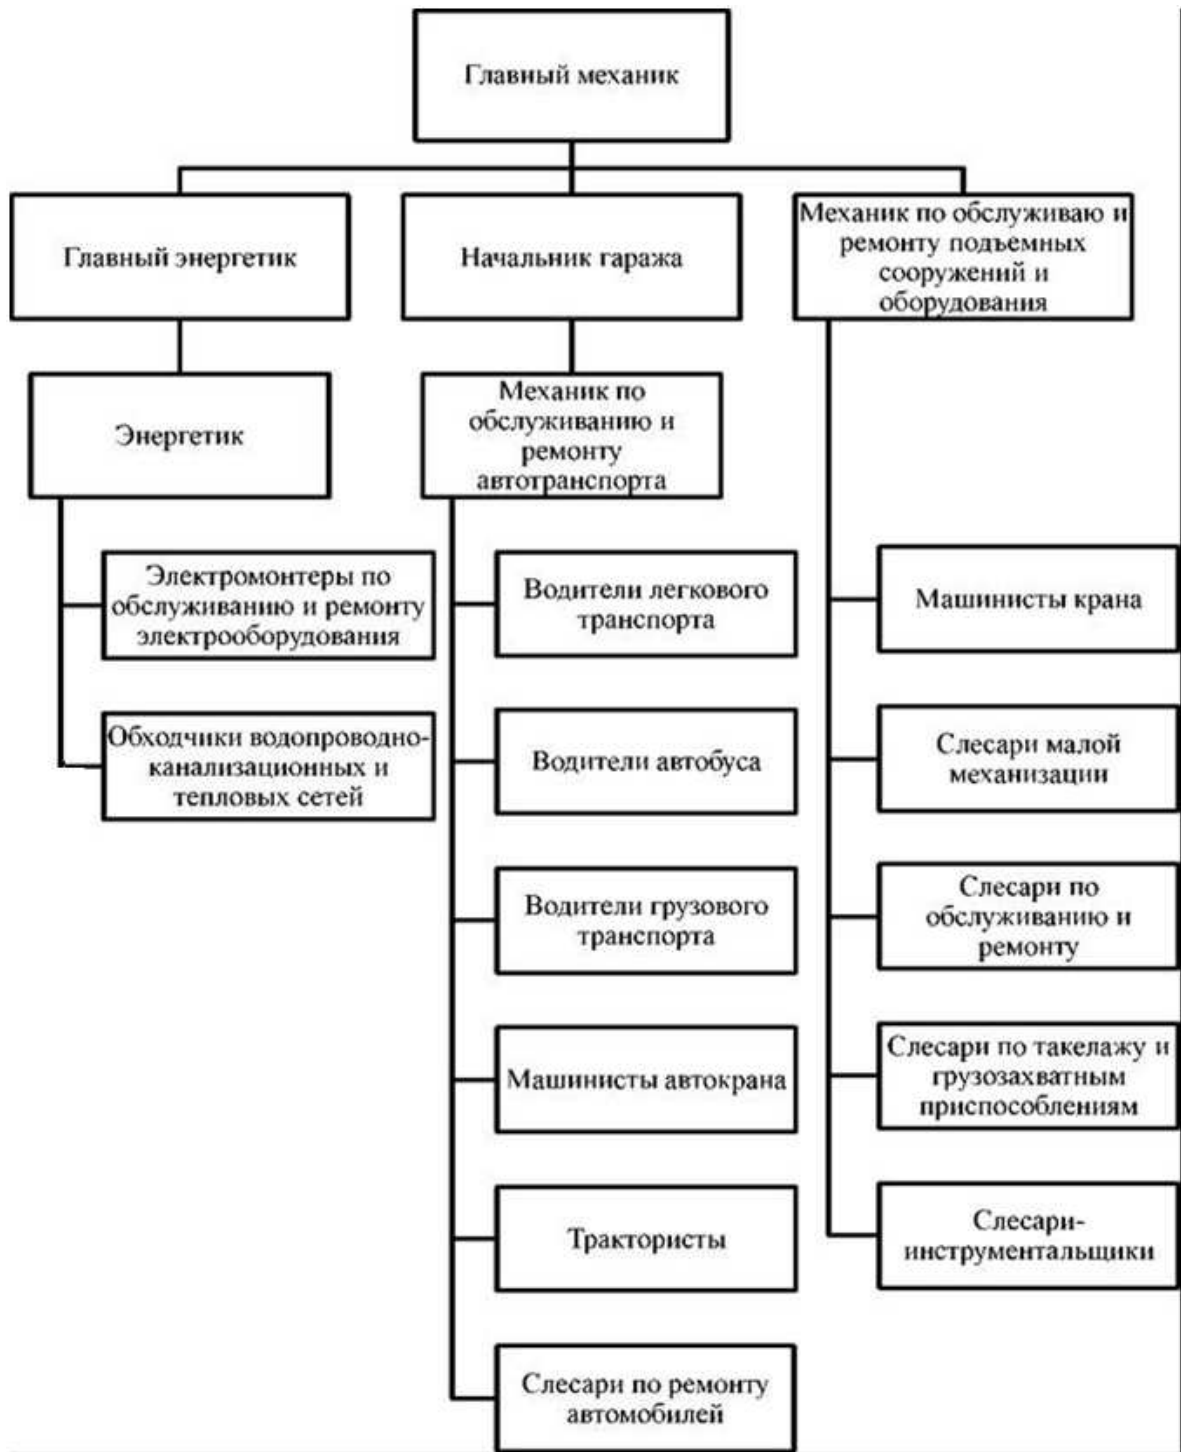 Главный механик
Главный энергетик
Начальник гаража
Механик по обслуживаю и
ремонту подъемных
сооружений и
оборудования
Энергетик
Механик по
обслуживанию и
ремонту
автотранспорта
Электромонтеры по
обслуживанию и ремонту
электрооборудования
Обходчики водопроводно-
канализационных и
тепловых сетей
Водители легкового
транспорта
Водители автобуса
Водители грузового
транспорта
Машинисты автокрана
Трактористы
Слесари по ремонту
автомобилей
Машинисты крана
Слесари малой
механизации
Слесари по
обслуживанию и
ремонту
Слесари по такелажу и
грузозахватным
приспособлениям
Слесари-
инструментальщики